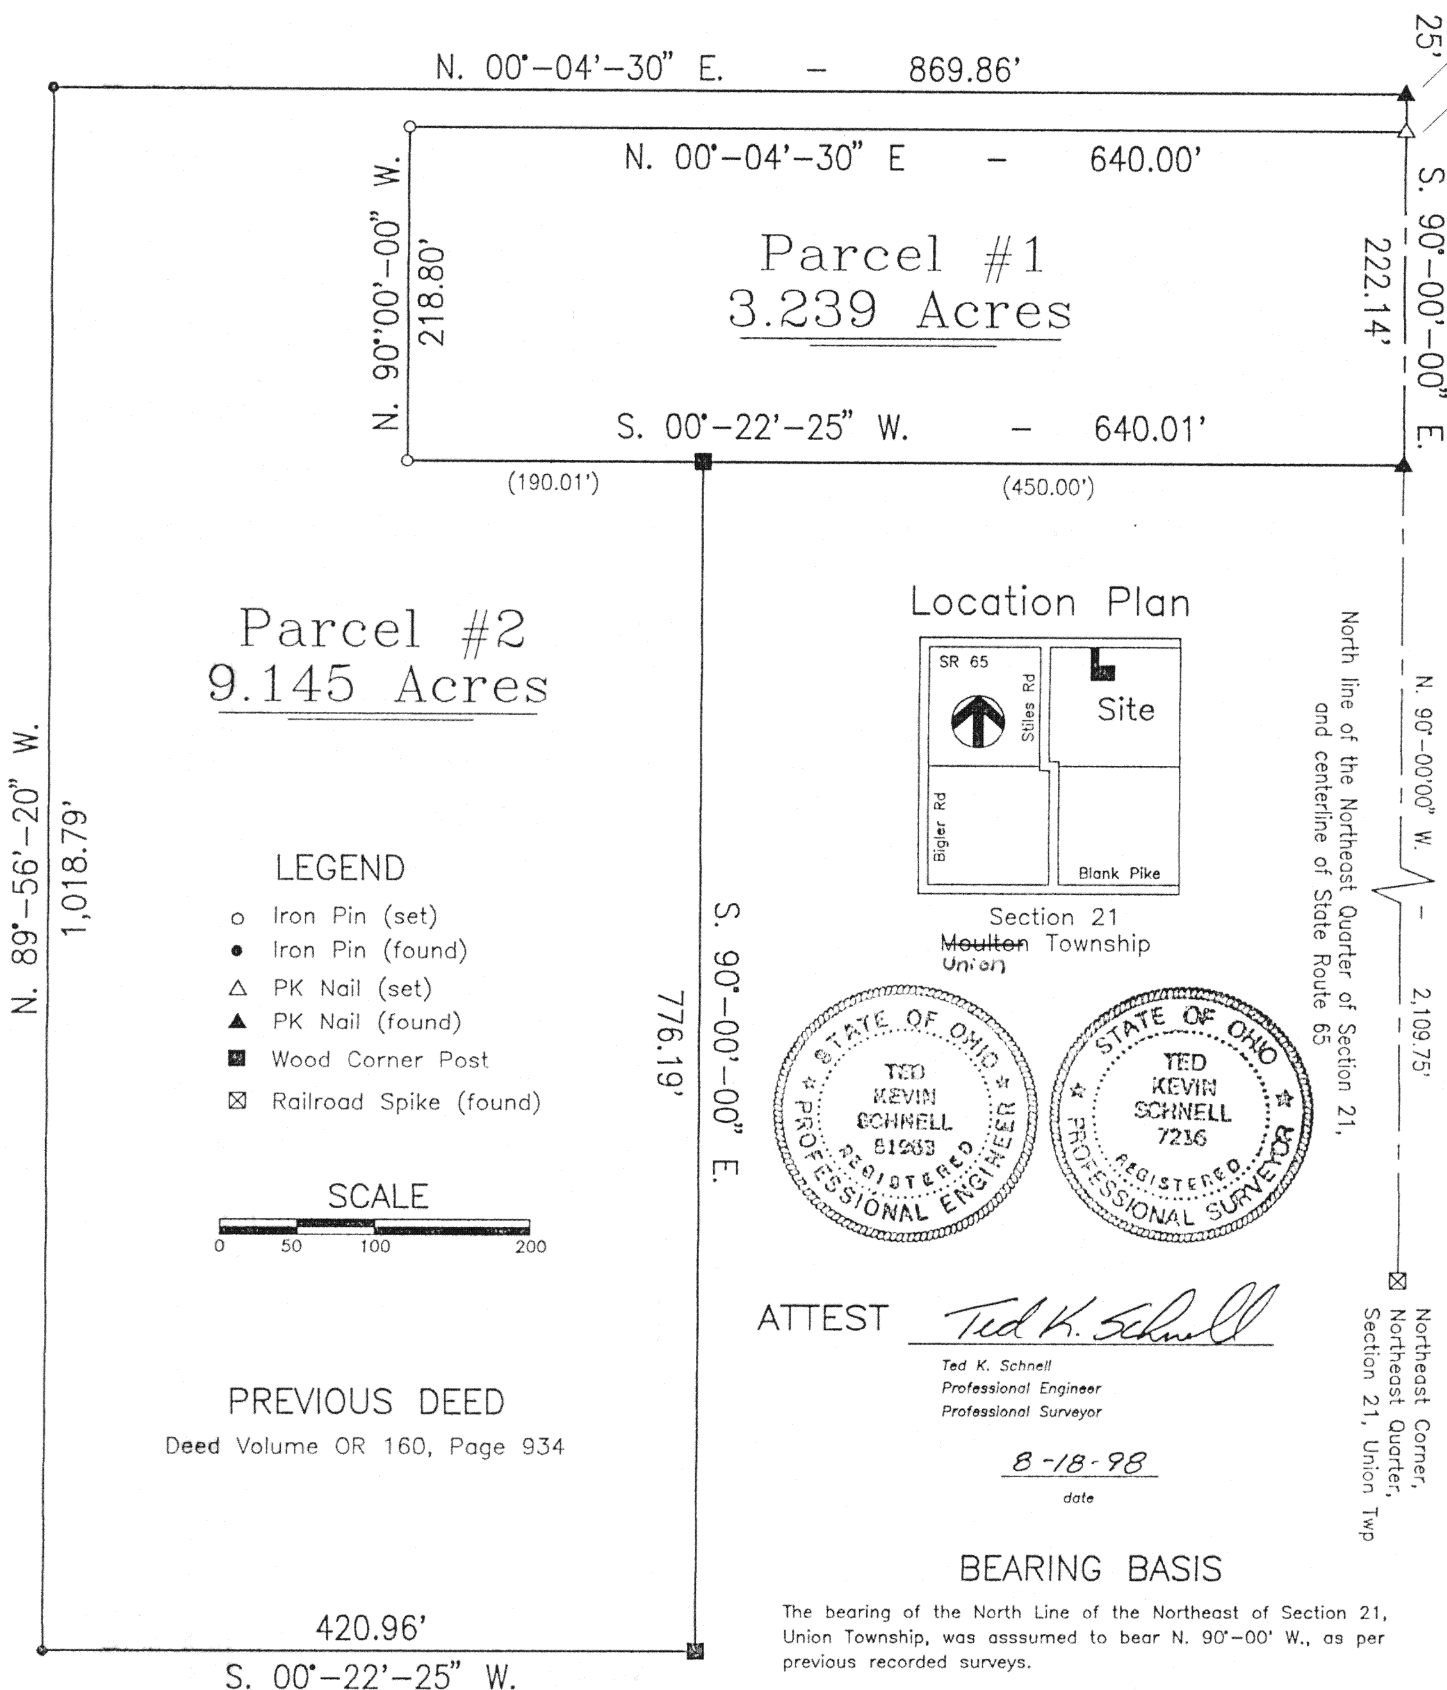 25'
N. 00°-04'-30" E. - 869.86'
N. 00°-04'-30" E - 640.00'
N. 90°'00'-00" W.
218.80'
Parcel #1
3.239 Acres
S. 90°-00'-00" E.
222.14'
S. 00°-22'-25" W. - 640.01'
(190.01')
(450.00')
Parcel #2
9.145 Acres
N. 89°-56'-20" W.
1,018.79'
Location Plan
SR 65
Stiles Rd
Site
Bigler Rd
Blank Pike
Section 21
Moulton Township
Union
N. 90°-00'00" W. - 2,109.75'
North line of the Northeast Quarter of Section 21,
and centerline of State Route 65
LEGEND
Iron Pin (set)
Iron Pin (found)
PK Nail (set)
PK Nail (found)
Wood Corner Post
Railroad Spike (found)
S. 90°-00'-00" E.
776.19'
STATE OF OHIO
TED
KEVIN
SCHNELL
61963
REGISTERED
PROFESSIONAL ENGINEER
STATE OF OHIO
TED
KEVIN
SCHNELL
7236
REGISTERED
PROFESSIONAL SURVEYOR
SCALE
0 50 100 200
ATTEST Ted K. Schnell
Ted K. Schnell
Professional Engineer
Professional Surveyor
8-18-98
date
Northeast Corner,
Northeast Quarter,
Section 21, Union Twp
PREVIOUS DEED
Deed Volume OR 160, Page 934
BEARING BASIS
The bearing of the North Line of the Northeast of Section 21,
Union Township, was asssumed to bear N. 90°-00' W., as per
previous recorded surveys.
420.96'
S. 00°-22'-25" W.